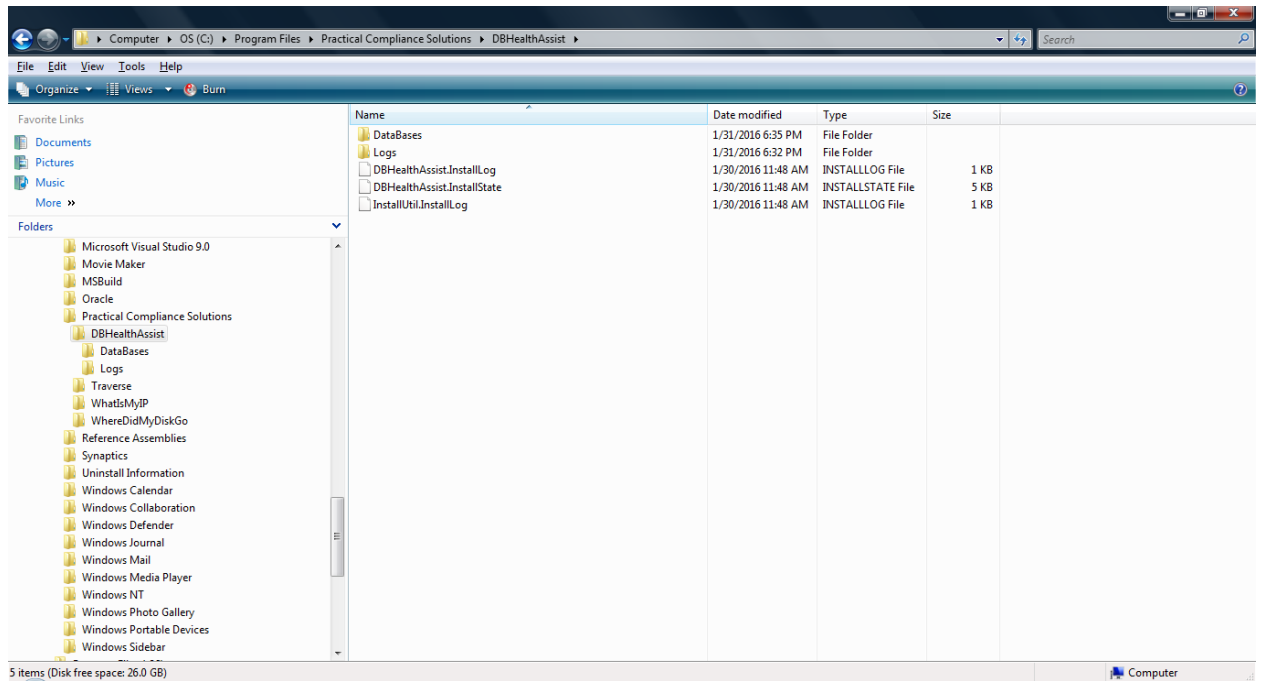 Computer ▸ OS (C:) ▸ Program Files ▸ Practical Compliance Solutions ▸ DBHealthAssist ▸ Search
File Edit View Tools Help
Organize Views Burn
Favorite Links
Documents
Pictures
Music
More »
Folders
Microsoft Visual Studio 9.0
Movie Maker
MSBuild
Oracle
Practical Compliance Solutions
DBHealthAssist
DataBases
Logs
Traverse
WhatIsMyIP
WhereDidMyDiskGo
Reference Assemblies
Synaptics
Uninstall Information
Windows Calendar
Windows Collaboration
Windows Defender
Windows Journal
Windows Mail
Windows Media Player
Windows NT
Windows Photo Gallery
Windows Portable Devices
Windows Sidebar
Name Date modified Type Size
DataBases 1/31/2016 6:35 PM File Folder
Logs 1/31/2016 6:32 PM File Folder
DBHealthAssist.InstallLog 1/30/2016 11:48 AM INSTALLLOG File 1 KB
DBHealthAssist.InstallState 1/30/2016 11:48 AM INSTALLSTATE File 5 KB
InstallUtil.InstallLog 1/30/2016 11:48 AM INSTALLLOG File 1 KB
5 items (Disk free space: 26.0 GB) Computer